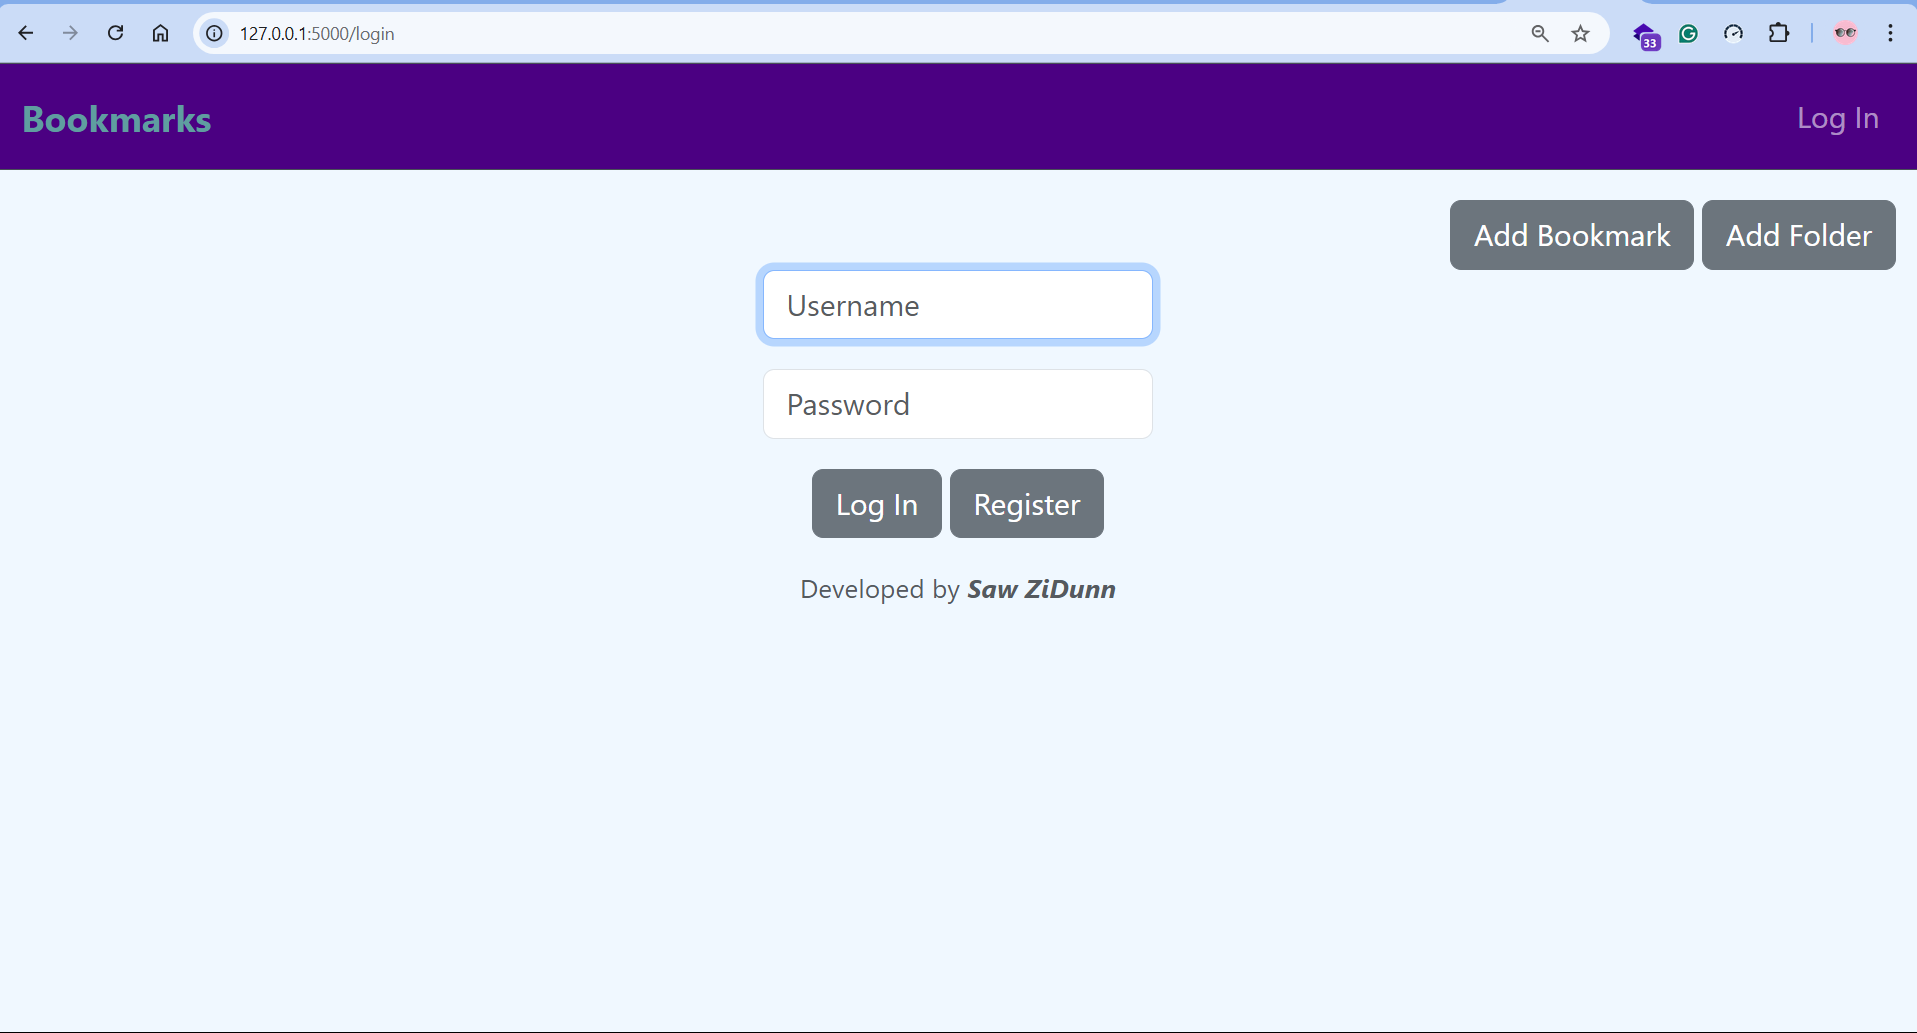 127.0.0.1:5000/login
33
Bookmarks
Log In
Add Bookmark Add Folder
Username
Password
Log In Register
Developed by Saw ZiDunn